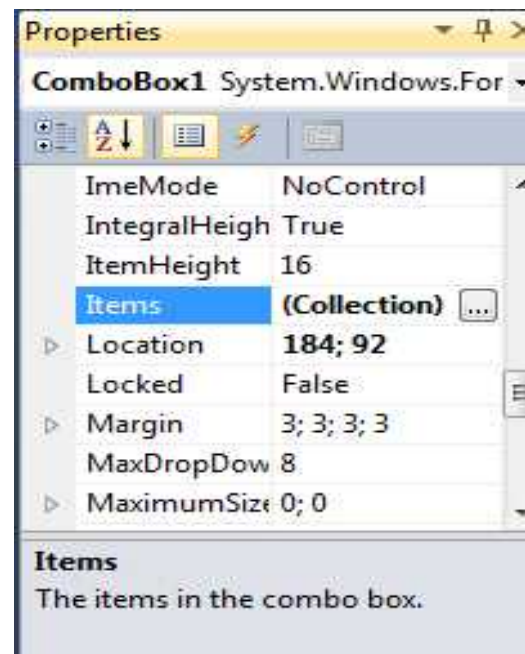 Properties
ComboBox1 System.Windows.For
ImeMode NoControl
IntegralHeigh True
ItemHeight 16
Items (Collection) ...
Location 184; 92
Locked False
Margin 3; 3; 3; 3
MaxDropDow 8
MaximumSize 0; 0
Items
The items in the combo box.